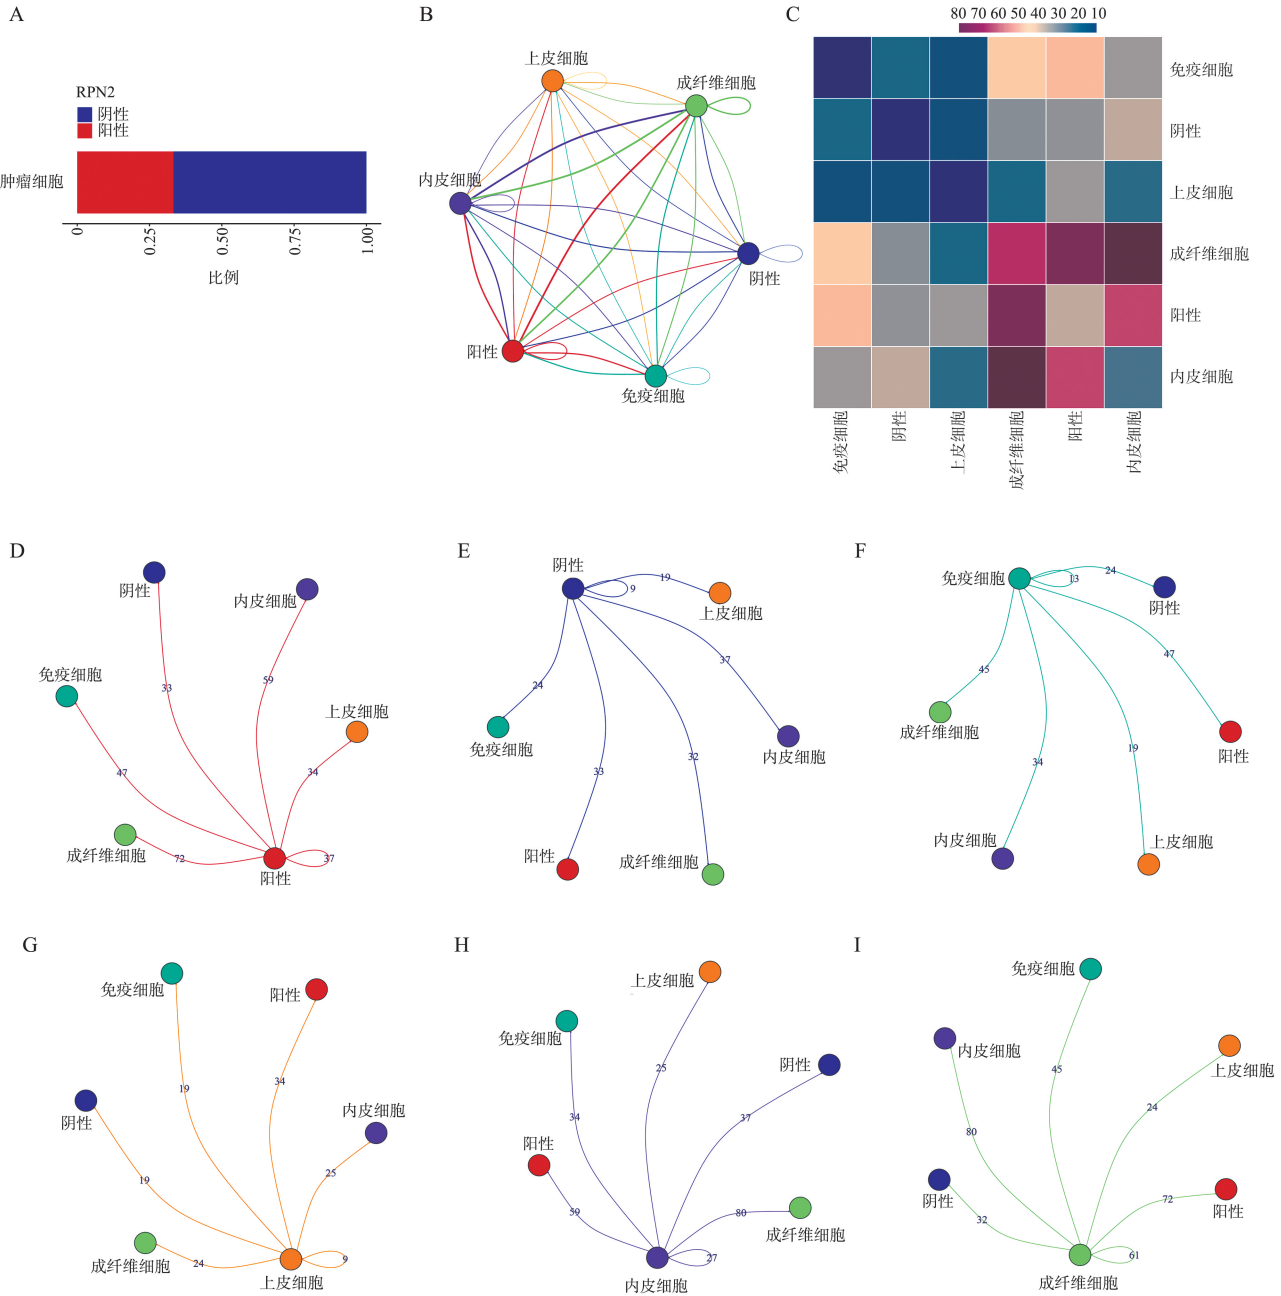 A
RPN2
阴性
阳性
肿瘤细胞
0
0.25
0.50
0.75
1.00
比例
B
上皮细胞
成纤维细胞
内皮细胞
阴性
阳性
免疫细胞
C
80 70 60 50 40 30 20 10
免疫细胞
阴性
上皮细胞
成纤维细胞
阳性
内皮细胞
免疫细胞
阴性
上皮细胞
成纤维细胞
阳性
内皮细胞
D
阴性
内皮细胞
免疫细胞
33
59
上皮细胞
47
34
成纤维细胞
72
37
阳性
E
阴性
19
9
上皮细胞
37
24
免疫细胞
内皮细胞
33
32
阳性
成纤维细胞
F
免疫细胞
13
24
阴性
45
47
成纤维细胞
阳性
34
19
内皮细胞
上皮细胞
G
免疫细胞
阳性
19
34
阴性
内皮细胞
19
25
成纤维细胞
24
9
上皮细胞
H
上皮细胞
免疫细胞
阴性
25
34
37
阳性
59
80
成纤维细胞
27
内皮细胞
I
免疫细胞
内皮细胞
上皮细胞
45
24
80
阴性
32
72
阳性
61
成纤维细胞